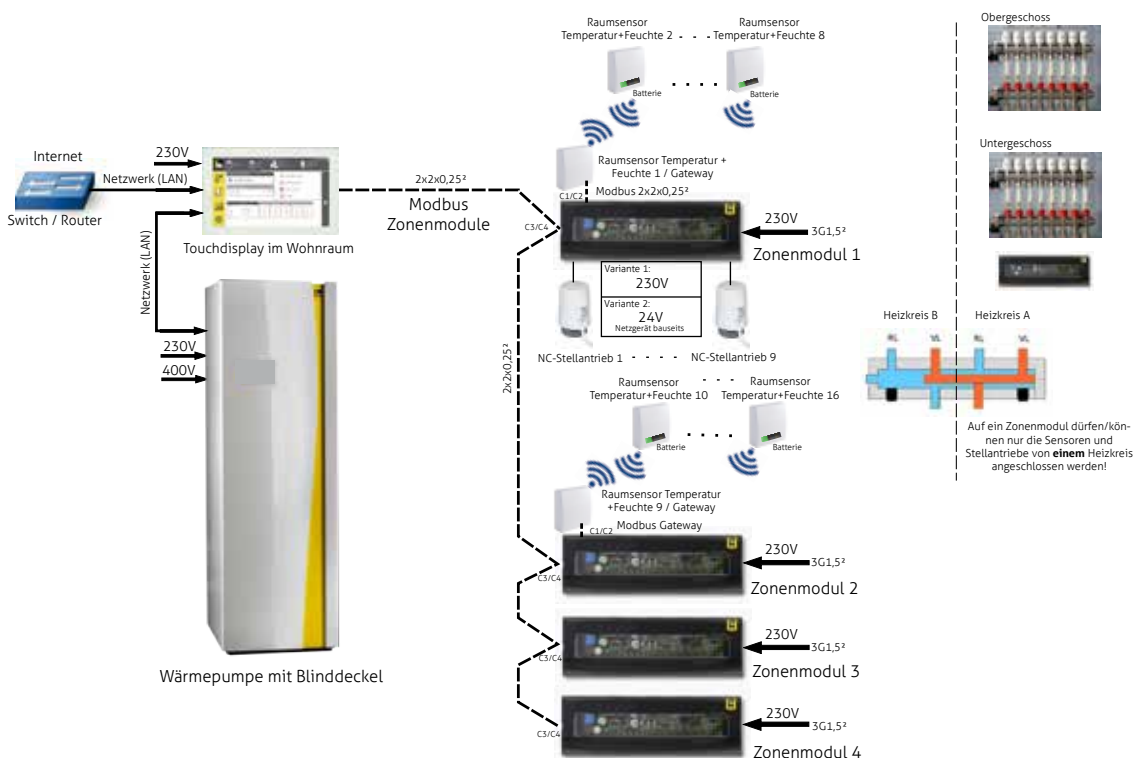 Raumsensor
Temperatur+Feuchte 2
Raumsensor
Temperatur+Feuchte 8
Batterie
Batterie
Obergeschoss
Internet
230V
Netzwerk (LAN)
Switch / Router
Netzwerk (LAN)
Touchdisplay im Wohnraum
2x2x0,25²
Modbus
Zonenmodule
Raumsensor Temperatur +
Feuchte 1 / Gateway
C1/C2
Modbus 2x2x0,25²
C3/C4
230V
3G1,5²
Zonenmodul 1
Untergeschoss
Variante 1:
230V
Variante 2:
24V
Netzgerät bauseits
NC-Stellantrieb 1
NC-Stellantrieb 9
2x2x0,25²
230V
400V
Wärmepumpe mit Blinddeckel
Heizkreis B
Heizkreis A
RL
VL
RL
VL
Auf ein Zonenmodul dürfen/kön-
nen nur die Sensoren und
Stellantriebe von einem Heizkreis
angeschlossen werden!
Raumsensor
Temperatur+Feuchte 10
Raumsensor
Temperatur+Feuchte 16
Batterie
Batterie
Raumsensor Temperatur
+Feuchte 9 / Gateway
C1/C2
Modbus Gateway
C3/C4
230V
3G1,5²
Zonenmodul 2
C3/C4
230V
3G1,5²
Zonenmodul 3
C3/C4
230V
3G1,5²
Zonenmodul 4